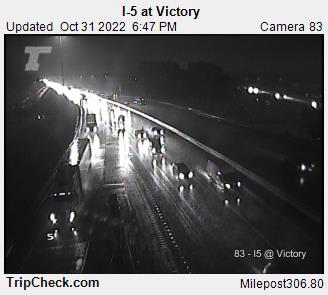 I-5 at Victory
Updated Oct 31 2022 6:47 PM Camera 83
T
S
83 - I5 @ Victory
TripCheck.com Milepost306.80